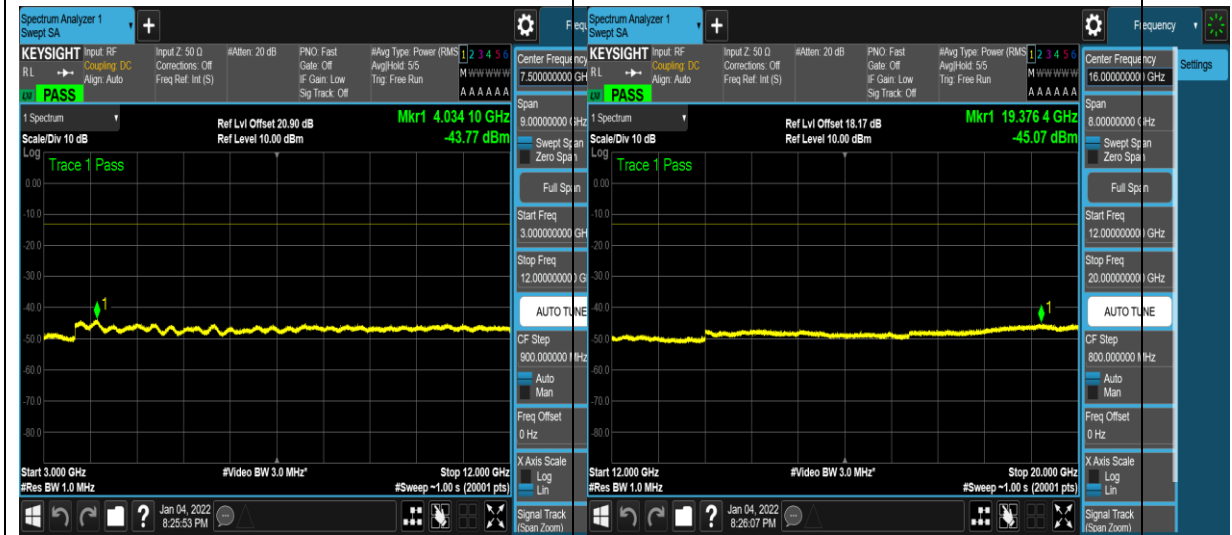 Spectrum Analyzer 1
Swept SA
+
Frequ
KEYSIGHT
Input: RF
Coupling: DC
Align: Auto
Input Z: 50 Ω
Corrections: Off
Freq Ref: Int (S)
#Atten: 20 dB
PNO: Fast
Gate: Off
IF Gain: Low
Sig Track: Off
#Avg Type: Power (RMS
Avg|Hold: 5/5
Trig: Free Run
1 2 3 4 5 6
M W W W W W
A A A A A A
RL
PASS
Center Frequency
7.500000000 GH
1 Spectrum
Scale/Div 10 dB
Ref Lvl Offset 20.90 dB
Ref Level 10.00 dBm
Mkr1 4.034 10 GHz
-43.77 dBm
Log
Trace 1 Pass
0.00
-10.0
-20.0
-30.0
-40.0
-50.0
-60.0
-70.0
-80.0
1
Start 3.000 GHz
#Res BW 1.0 MHz
#Video BW 3.0 MHz*
Stop 12.000 GHz
#Sweep ~1.00 s (20001 pts)
Span
9.00000000 GHz
Swept Span
Zero Span
Full Span
Start Freq
3.000000000 GH
Stop Freq
12.000000000 G
AUTO TUNE
CF Step
900.000000 MHz
Auto
Man
Freq Offset
0 Hz
X Axis Scale
Log
Lin
Signal Track
(Span Zoom)
?
Jan 04, 2022
8:25:53 PM
Spectrum Analyzer 1
Swept SA
+
Frequency
Settings
KEYSIGHT
Input: RF
Coupling: DC
Align: Auto
Input Z: 50 Ω
Corrections: Off
Freq Ref: Int (S)
#Atten: 20 dB
PNO: Fast
Gate: Off
IF Gain: Low
Sig Track: Off
#Avg Type: Power (RMS
Avg|Hold: 5/5
Trig: Free Run
1 2 3 4 5 6
M W W W W W
A A A A A A
RL
PASS
Center Frequency
16.000000000 GHz
1 Spectrum
Scale/Div 10 dB
Ref Lvl Offset 18.17 dB
Ref Level 10.00 dBm
Mkr1 19.376 4 GHz
-45.07 dBm
Log
Trace 1 Pass
0.00
-10.0
-20.0
-30.0
-40.0
-50.0
-60.0
-70.0
-80.0
1
Start 12.000 GHz
#Res BW 1.0 MHz
#Video BW 3.0 MHz*
Stop 20.000 GHz
#Sweep ~1.00 s (20001 pts)
Span
8.00000000 GHz
Swept Span
Zero Span
Full Span
Start Freq
12.000000000 GHz
Stop Freq
20.000000000 GHz
AUTO TUNE
CF Step
800.000000 MHz
Auto
Man
Freq Offset
0 Hz
X Axis Scale
Log
Lin
Signal Track
(Span Zoom)
?
Jan 04, 2022
8:26:07 PM